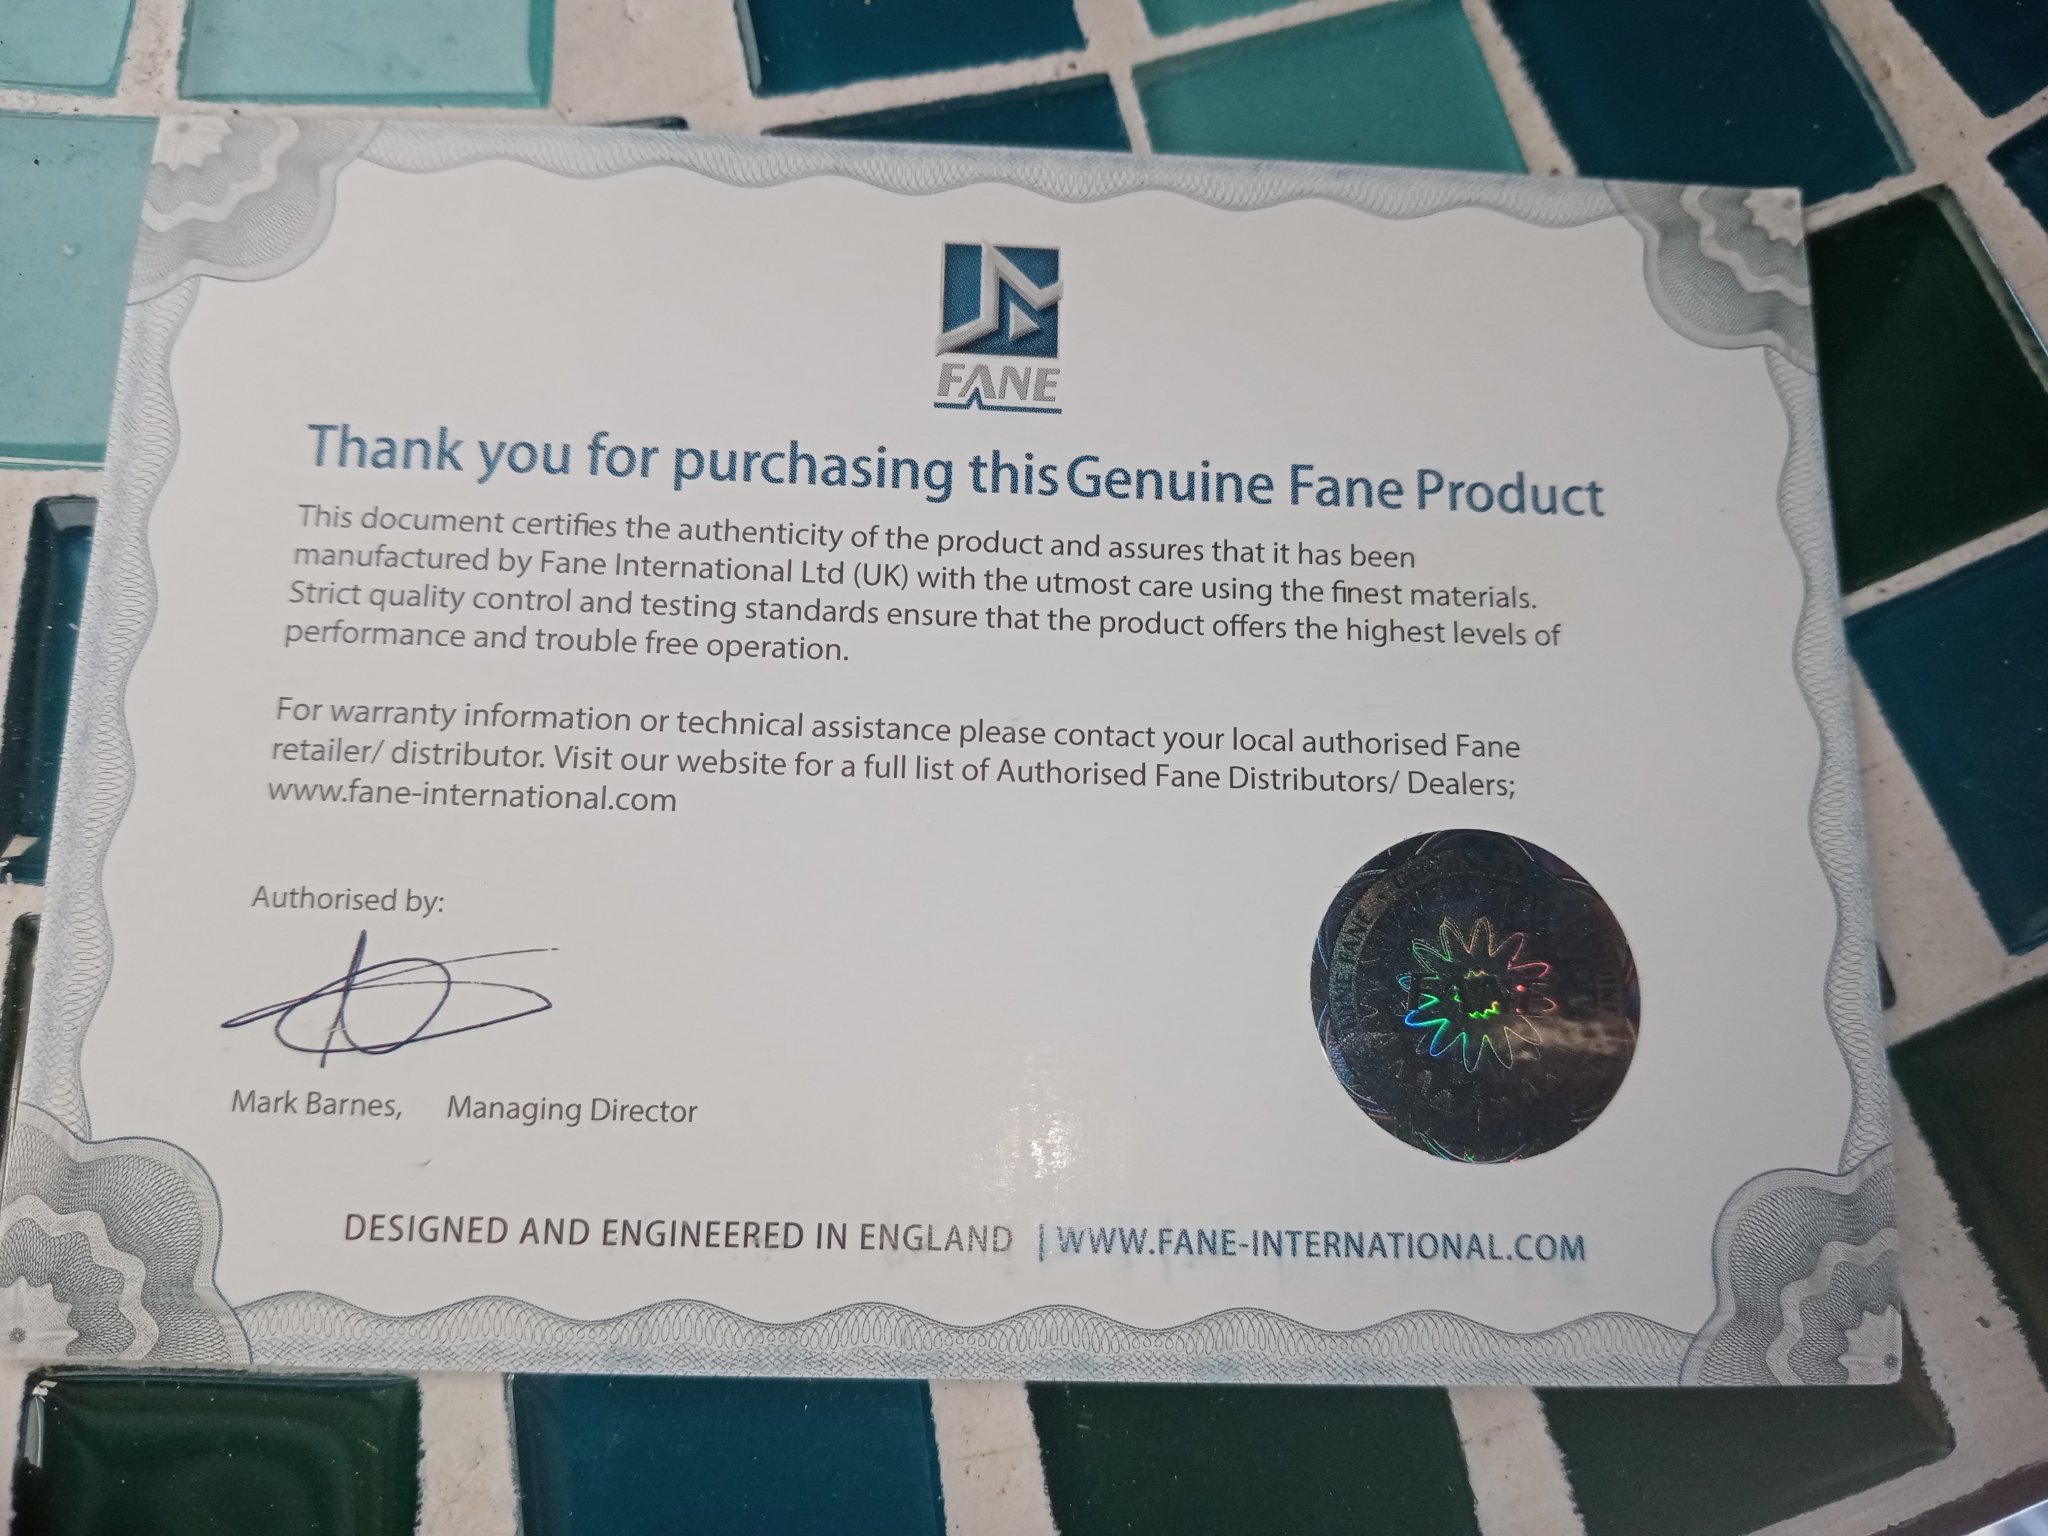 FANE
Thank you for purchasing this Genuine Fane Product
This document certifies the authenticity of the product and assures that it has been
manufactured by Fane International Ltd (UK) with the utmost care using the finest materials.
Strict quality control and testing standards ensure that the product offers the highest levels of
performance and trouble free operation.
For warranty information or technical assistance please contact your local authorised Fane
retailer/ distributor. Visit our website for a full list of Authorised Fane Distributors/ Dealers;
www.fane-international.com
Authorised by:
Mark Barnes, Managing Director
DESIGNED AND ENGINEERED IN ENGLAND | WWW.FANE-INTERNATIONAL.COM